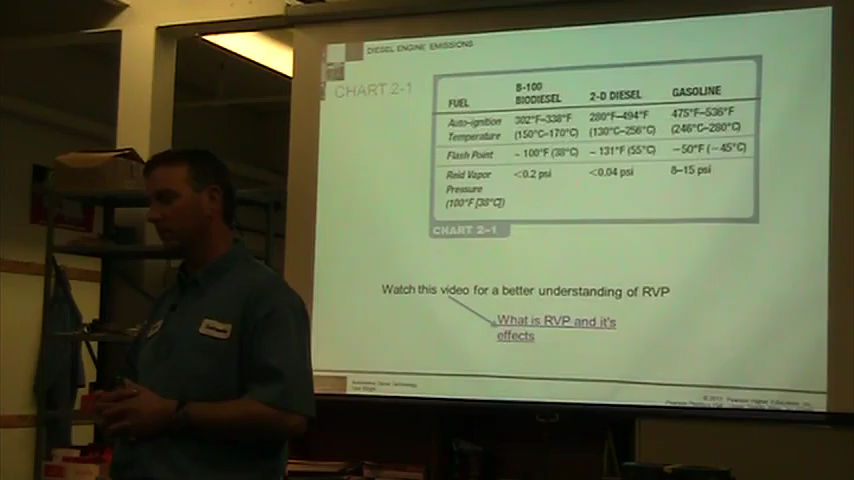 DIESEL ENGINE EMISSIONS
CHART 2-1
FUEL B-100 BIODIESEL 2-D DIESEL GASOLINE
Auto-ignition Temperature 302°F–338°F (150°C–170°C) 280°F–494°F (130°C–256°C) 475°F–536°F (246°C–280°C)
Flash Point ~ 100°F (38°C) ~ 131°F (55°C) −50°F (−45°C)
Reid Vapor Pressure (100°F [38°C]) <0.2 psi <0.04 psi 8–15 psi
CHART 2–1
Watch this video for a better understanding of RVP
What is RVP and it's
effects